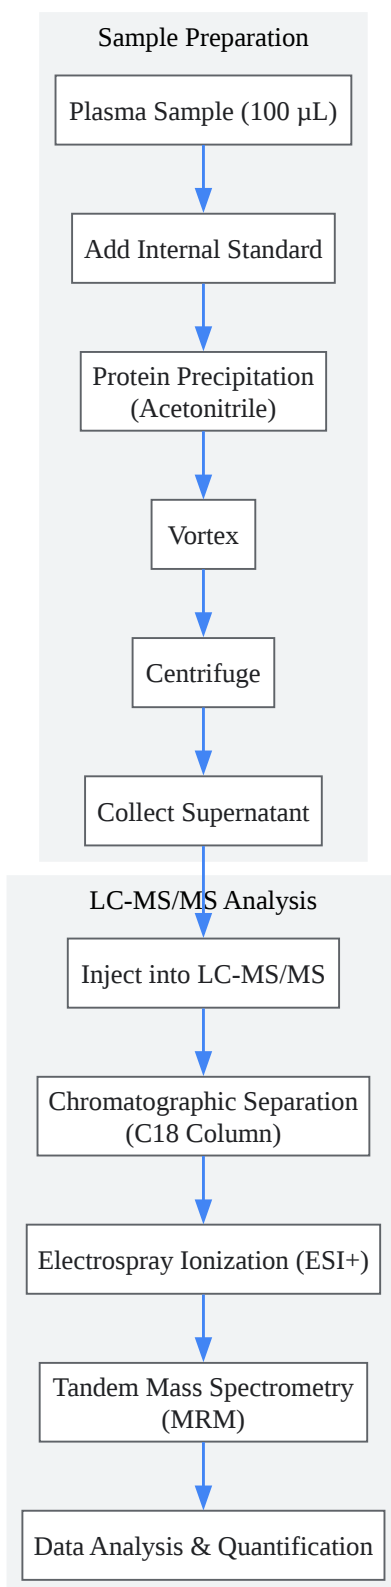 Sample Preparation
Plasma Sample (100 µL)
Add Internal Standard
Protein Precipitation
(Acetonitrile)
Vortex
Centrifuge
Collect Supernatant
LC-MS/MS Analysis
Inject into LC-MS/MS
Chromatographic Separation
(C18 Column)
Electrospray Ionization (ESI+)
Tandem Mass Spectrometry
(MRM)
Data Analysis & Quantification